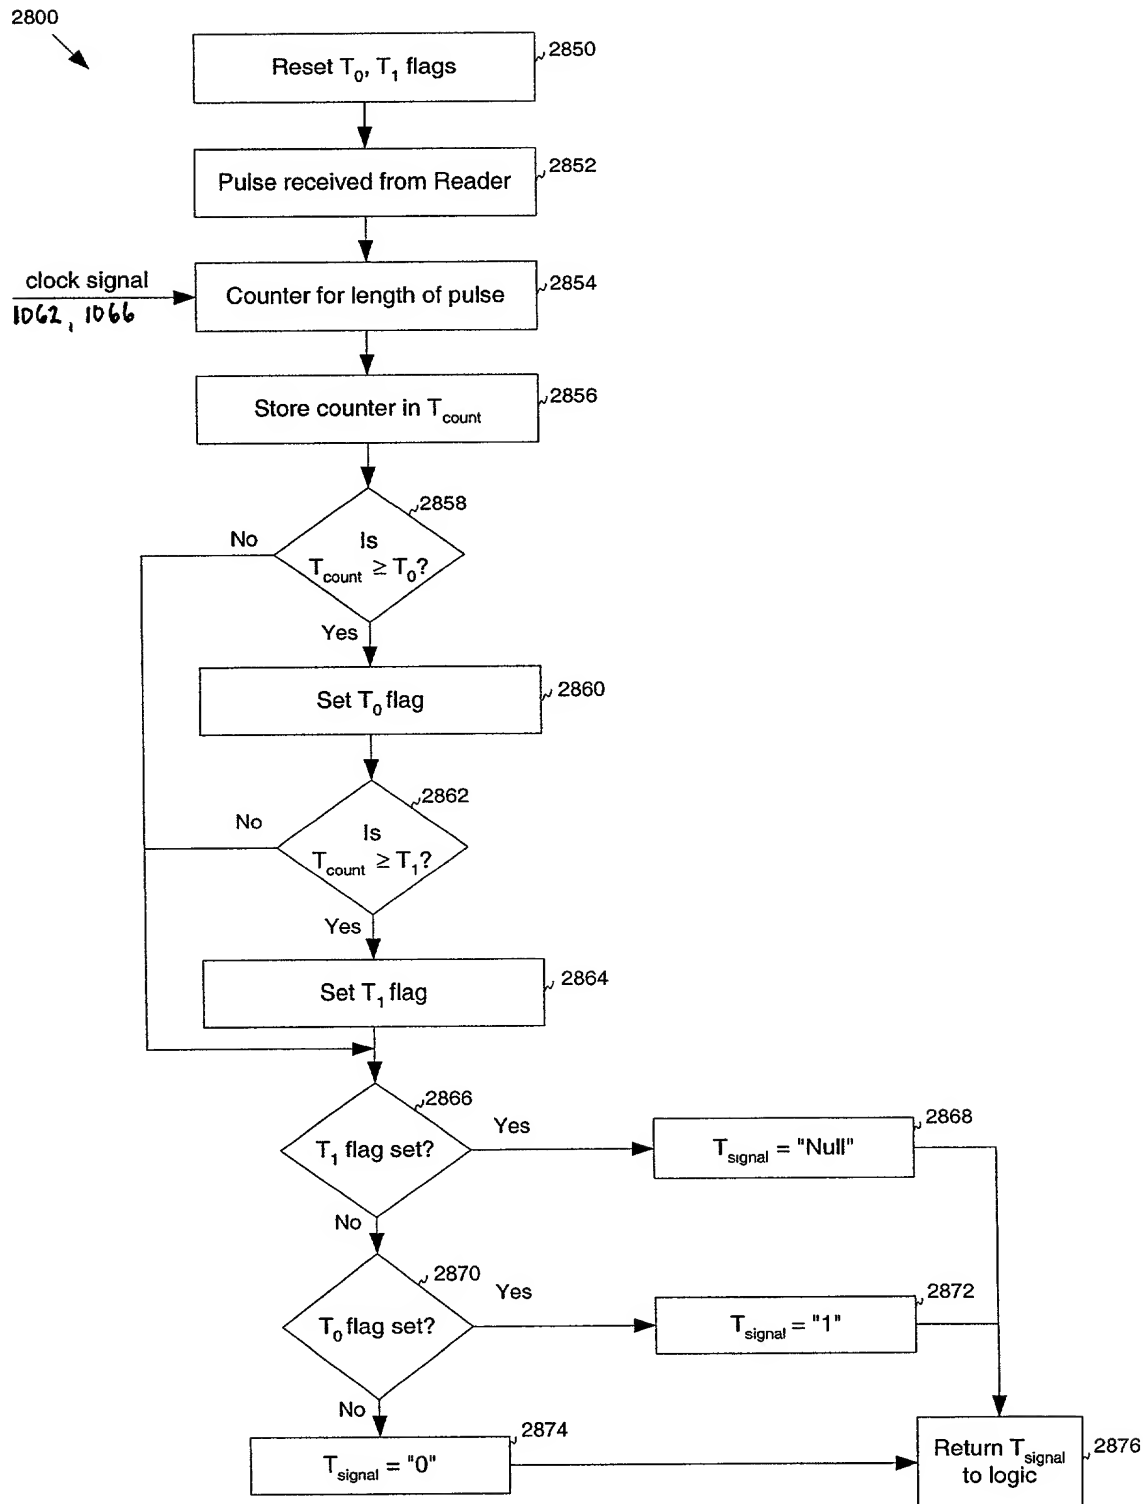 2800
Reset T0, T1 flags
2850
Pulse received from Reader
2852
clock signal
1062, 1066
Counter for length of pulse
2854
Store counter in Tcount
2856
2858
No
Is
Tcount ≥ T0?
Yes
Set T0 flag
2860
2862
No
Is
Tcount ≥ T1?
Yes
Set T1 flag
2864
2866
T1 flag set?
Yes
2868
Tsignal = "Null"
No
2870
T0 flag set?
Yes
2872
Tsignal = "1"
No
2874
Tsignal = "0"
Return Tsignal
to logic
2876